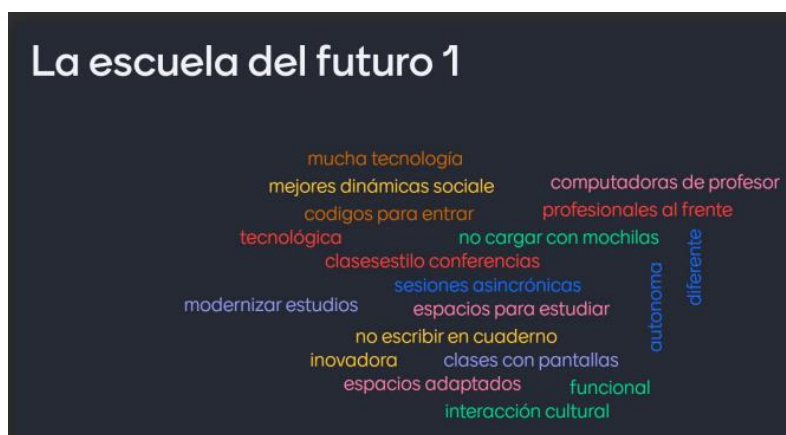 La escuela del futuro 1
mucha tecnología
mejores dinámicas sociale
computadoras de profesor
codigos para entrar
profesionales al frente
tecnológica
no cargar con mochilas
diferente
clasesestilo conferencias
sesiones asincrónicas
autonoma
modernizar estudios
espacios para estudiar
no escribir en cuaderno
inovadora
clases con pantallas
espacios adaptados
funcional
interacción cultural